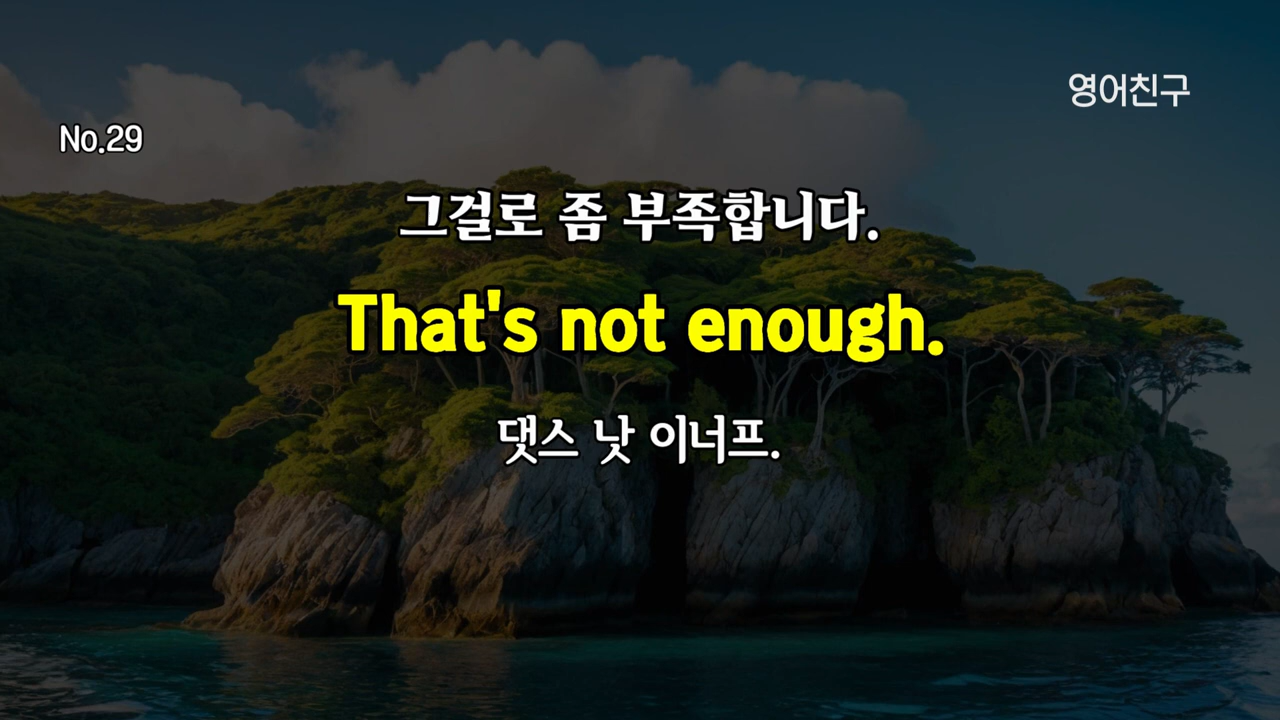 영어친구
No.29
그걸로 좀 부족합니다.
That's not enough.
댓스 낫 이너프.